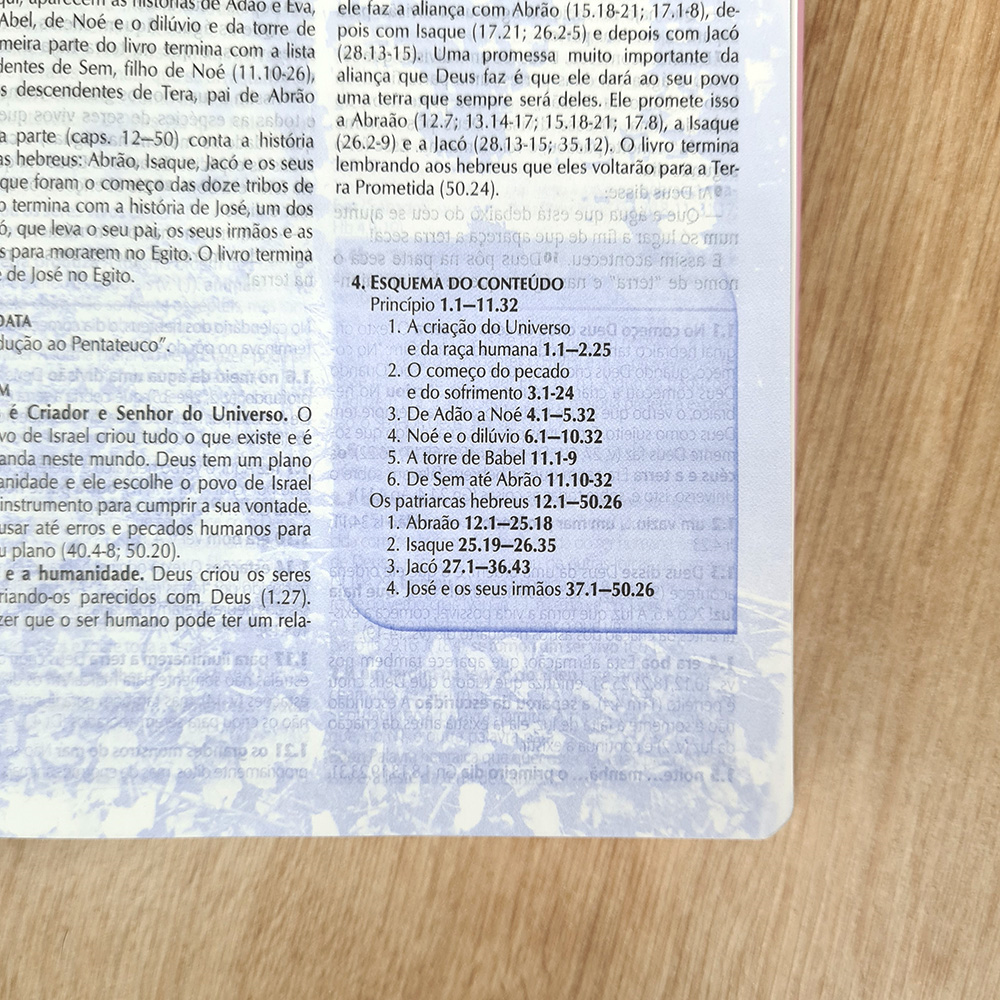 aparecem as histórias de Adão e Eva,
Abel, de Noé e o dilúvio e da torre de
meira parte do livro termina com a lista
dentes de Sem, filho de Noé (11.10-26),
s descendentes de Tera, pai de Abrão
a parte (caps. 12—50) conta a história
as hebreus: Abrão, Isaque, Jacó e os seus
que foram o começo das doze tribos de
o termina com a história de José, um dos
ó, que leva o seu pai, os seus irmãos e as
s para morarem no Egito. O livro termina
e de José no Egito.
DATA
dução ao Pentateuco”.
M
é Criador e Senhor do Universo. O
vo de Israel criou tudo o que existe e é
anda neste mundo. Deus tem um plano
anidade e ele escolhe o povo de Israel
instrumento para cumprir a sua vontade.
usar até erros e pecados humanos para
u plano (40.4-8; 50.20).
e a humanidade. Deus criou os seres
riando-os parecidos com Deus (1.27).
zer que o ser humano pode ter um rela-
ele faz a aliança com Abrão (15.18-21; 17.1-8), de-
pois com Isaque (17.21; 26.2-5) e depois com Jacó
(28.13-15). Uma promessa muito importante da
aliança que Deus faz é que ele dará ao seu povo
uma terra que sempre será deles. Ele promete isso
a Abraão (12.7; 13.14-17; 15.18-21; 17.8), a Isaque
(26.2-9) e a Jacó (28.13-15; 35.12). O livro termina
lembrando aos hebreus que eles voltarão para a Ter-
ra Prometida (50.24).
4. ESQUEMA DO CONTEÚDO
Princípio 1.1—11.32
1. A criação do Universo
e da raça humana 1.1—2.25
2. O começo do pecado
e do sofrimento 3.1-24
3. De Adão a Noé 4.1—5.32
4. Noé e o dilúvio 6.1—10.32
5. A torre de Babel 11.1-9
6. De Sem até Abrão 11.10-32
Os patriarcas hebreus 12.1—50.26
1. Abraão 12.1—25.18
2. Isaque 25.19—26.35
3. Jacó 27.1—36.43
4. José e os seus irmãos 37.1—50.26